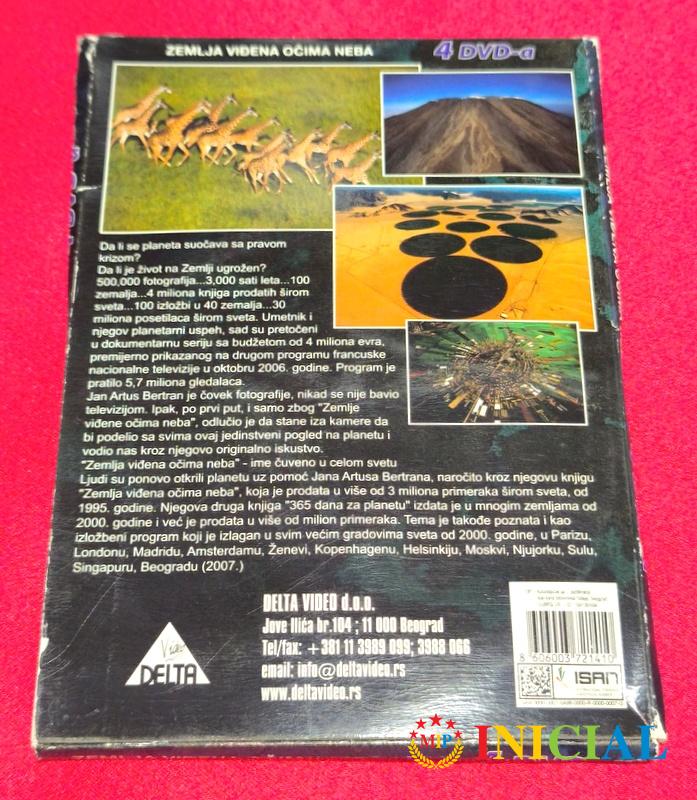 ZEMLJA VIĐENA OČIMA NEBA
4 DVD-a
Da li se planeta suočava sa pravom
krizom?
Da li je život na Zemlji ugrožen?
500,000 fotografija...3,000 sati leta...100
zemalja...4 miliona knjiga prodatih širom
sveta...100 izložbi u 40 zemalja...30
miliona posetilaca širom sveta. Umetnik i
njegov planetarni uspeh, sad su pretočeni
u dokumentarnu seriju sa budžetom od 4 miliona evra,
premijerno prikazanog na drugom programu francuske
nacionalne televizije u oktobru 2006. godine. Program je
pratilo 5,7 miliona gledalaca.
Jan Artus Bertran je čovek fotografije, nikad se nije bavio
televizijom. Ipak, po prvi put, i samo zbog "Zemlje
viđene očima neba", odlučio je da stane iza kamere da
bi podelio sa svima ovaj jedinstveni pogled na planetu i
vodio nas kroz njegovo originalno iskustvo.
"Zemlja viđena očima neba" - ime čuveno u celom svetu
Ljudi su ponovo otkrili planetu uz pomoć Jana Artusa Bertrana, naročito kroz njegovu knjigu
"Zemlja viđena očima neba", koja je prodata u više od 3 miliona primeraka širom sveta, od
1995. godine. Njegova druga knjiga "365 dana za planetu" izdata je u mnogim zemljama od
2000. godine i već je prodata u više od milion primeraka. Tema je takođe poznata i kao
izložbeni program koji je izlagan u svim većim gradovima sveta od 2000. godine, u Parizu,
Londonu, Madridu, Amsterdamu, Ženevi, Kopenhagenu, Helsinkiju, Moskvi, Njujorku, Sulu,
Singapuru, Beogradu (2007.)
Video
DELTA
DELTA VIDEO d.o.o.
Jove Ilića br.104 ; 11 000 Beograd
Tel/fax: +381 11 3989 099; 3988 066
email: info@deltavideo.rs
www.deltavideo.rs
8 606003 721410
ISAN
MIP INICIAL